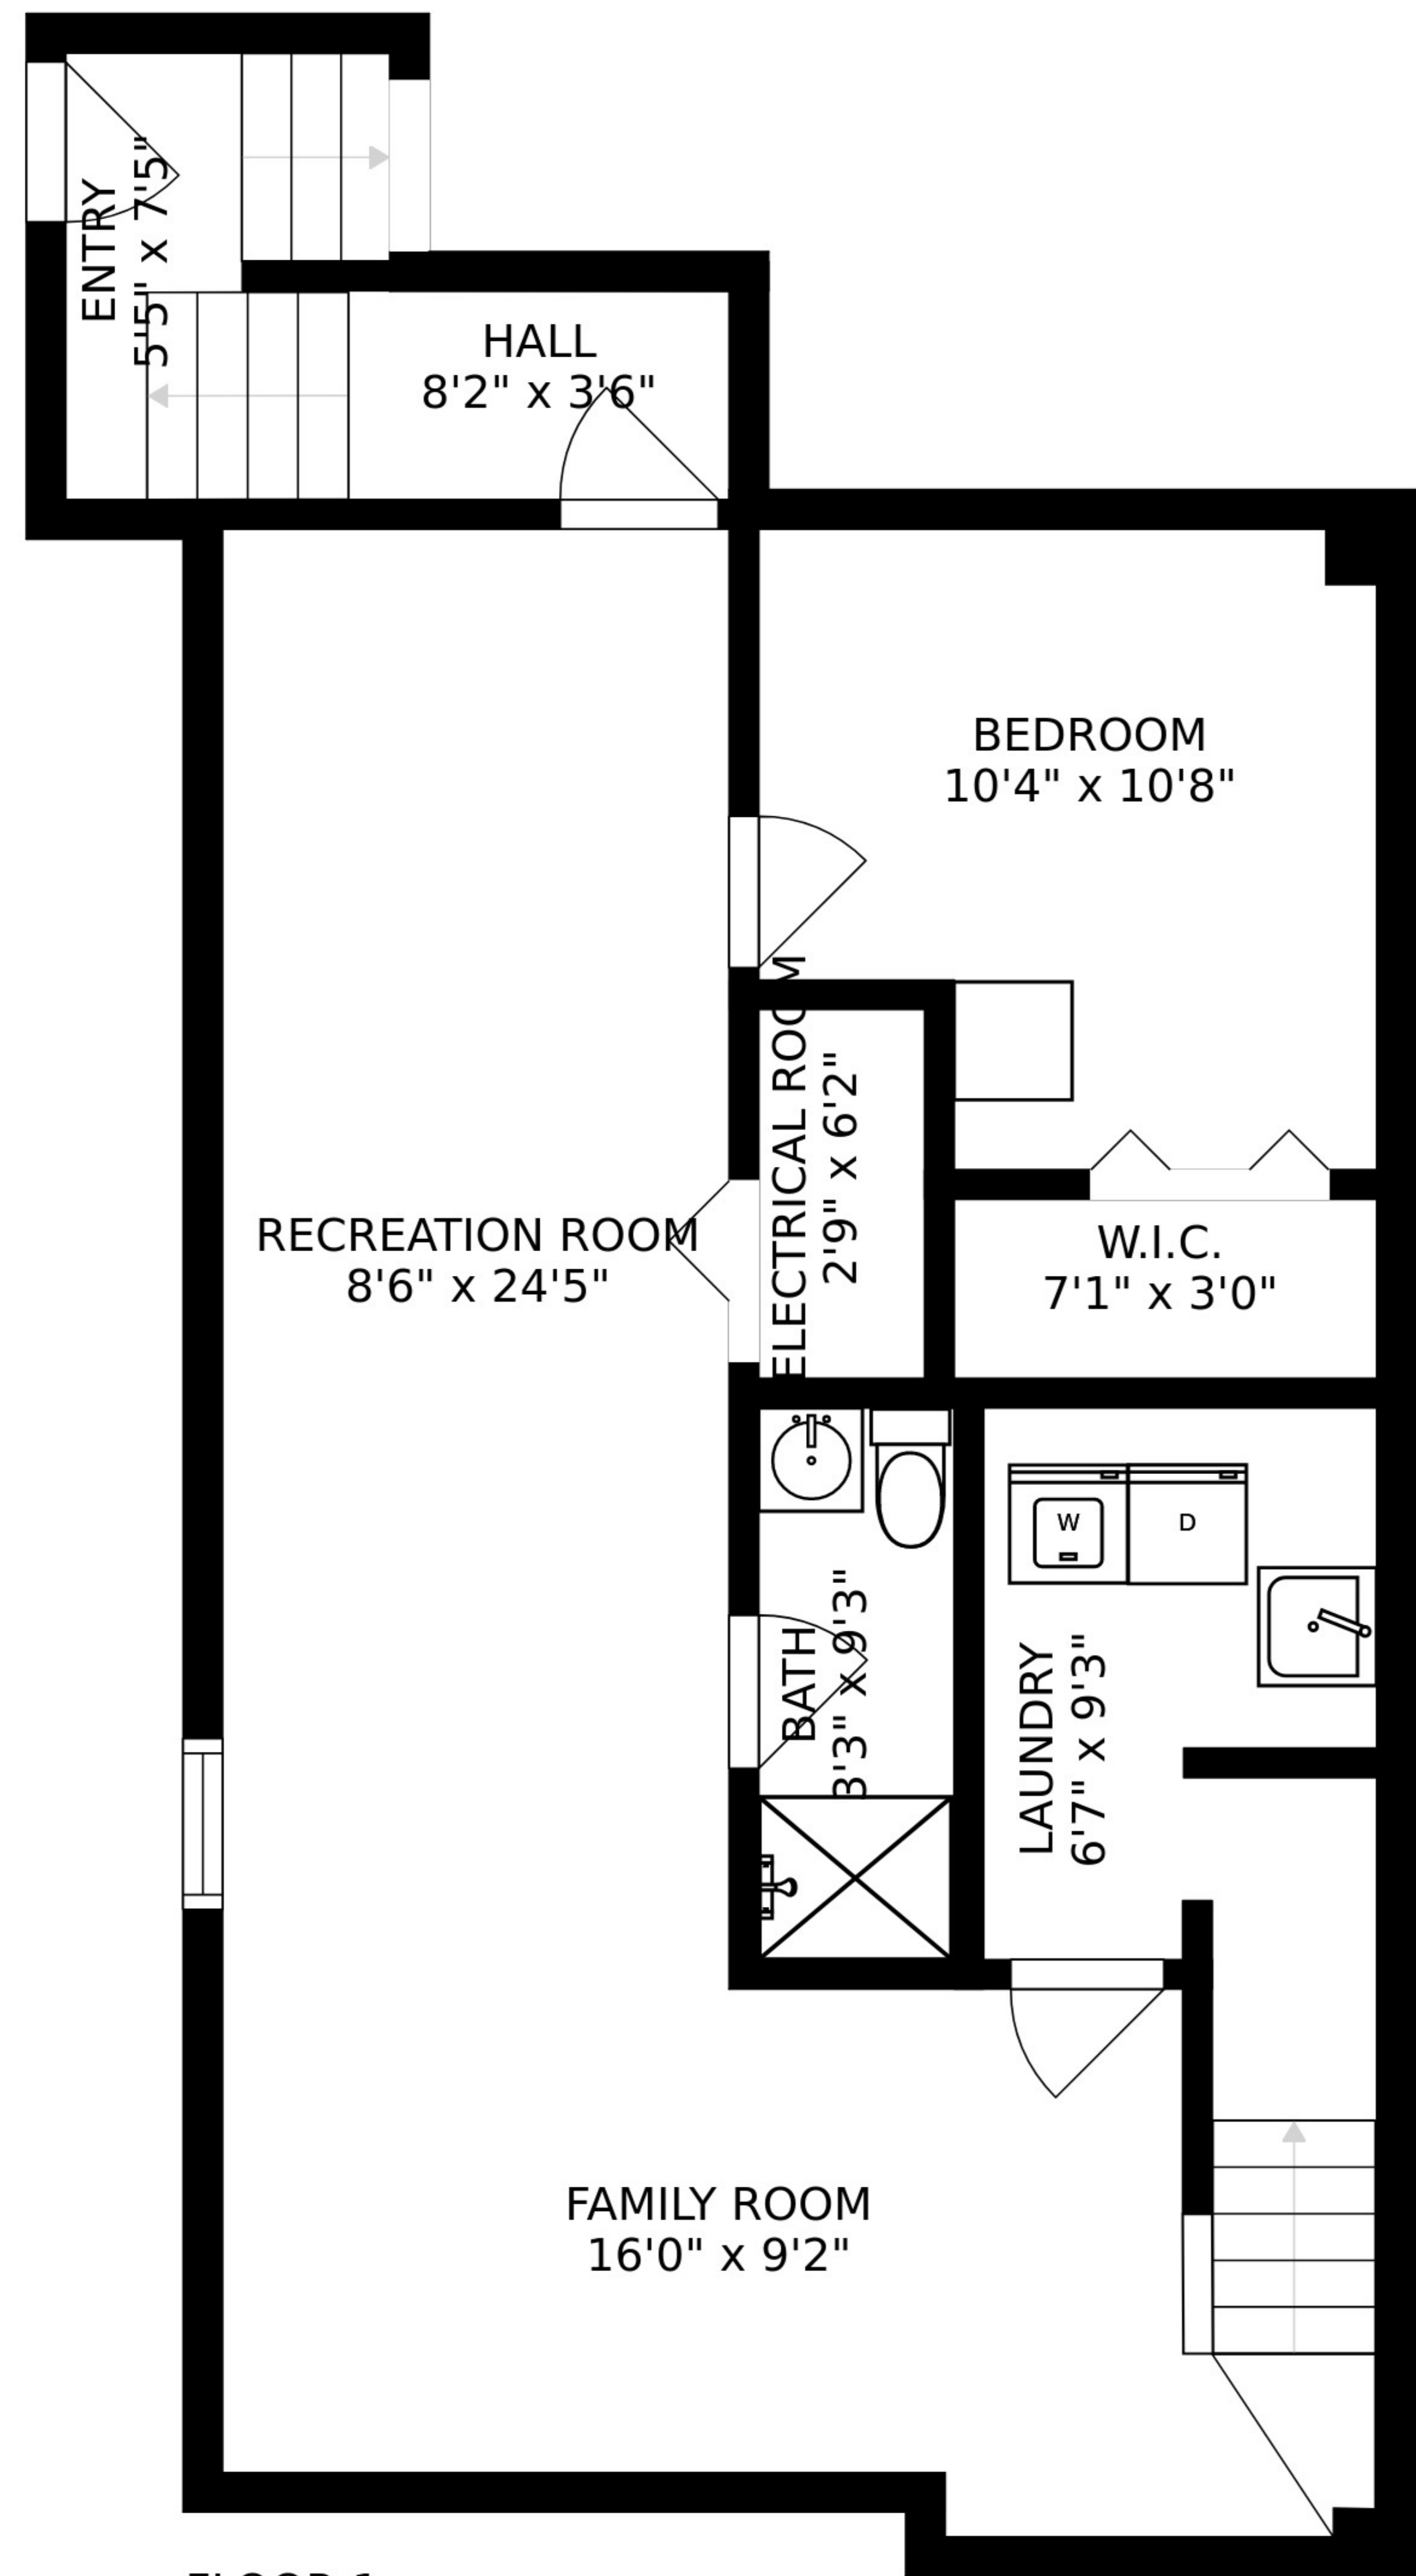 ENTRY
5'5" x 7'5"
HALL
8'2" x 3'6"
BEDROOM
10'4" x 10'8"
ELECTRICAL ROOM
2'9" x 6'2"
RECREATION ROOM
8'6" x 24'5"
W.I.C.
7'1" x 3'0"
W
D
BATH
3'3" x 9'3"
LAUNDRY
6'7" x 9'3"
FAMILY ROOM
16'0" x 9'2"
FLOOR 1